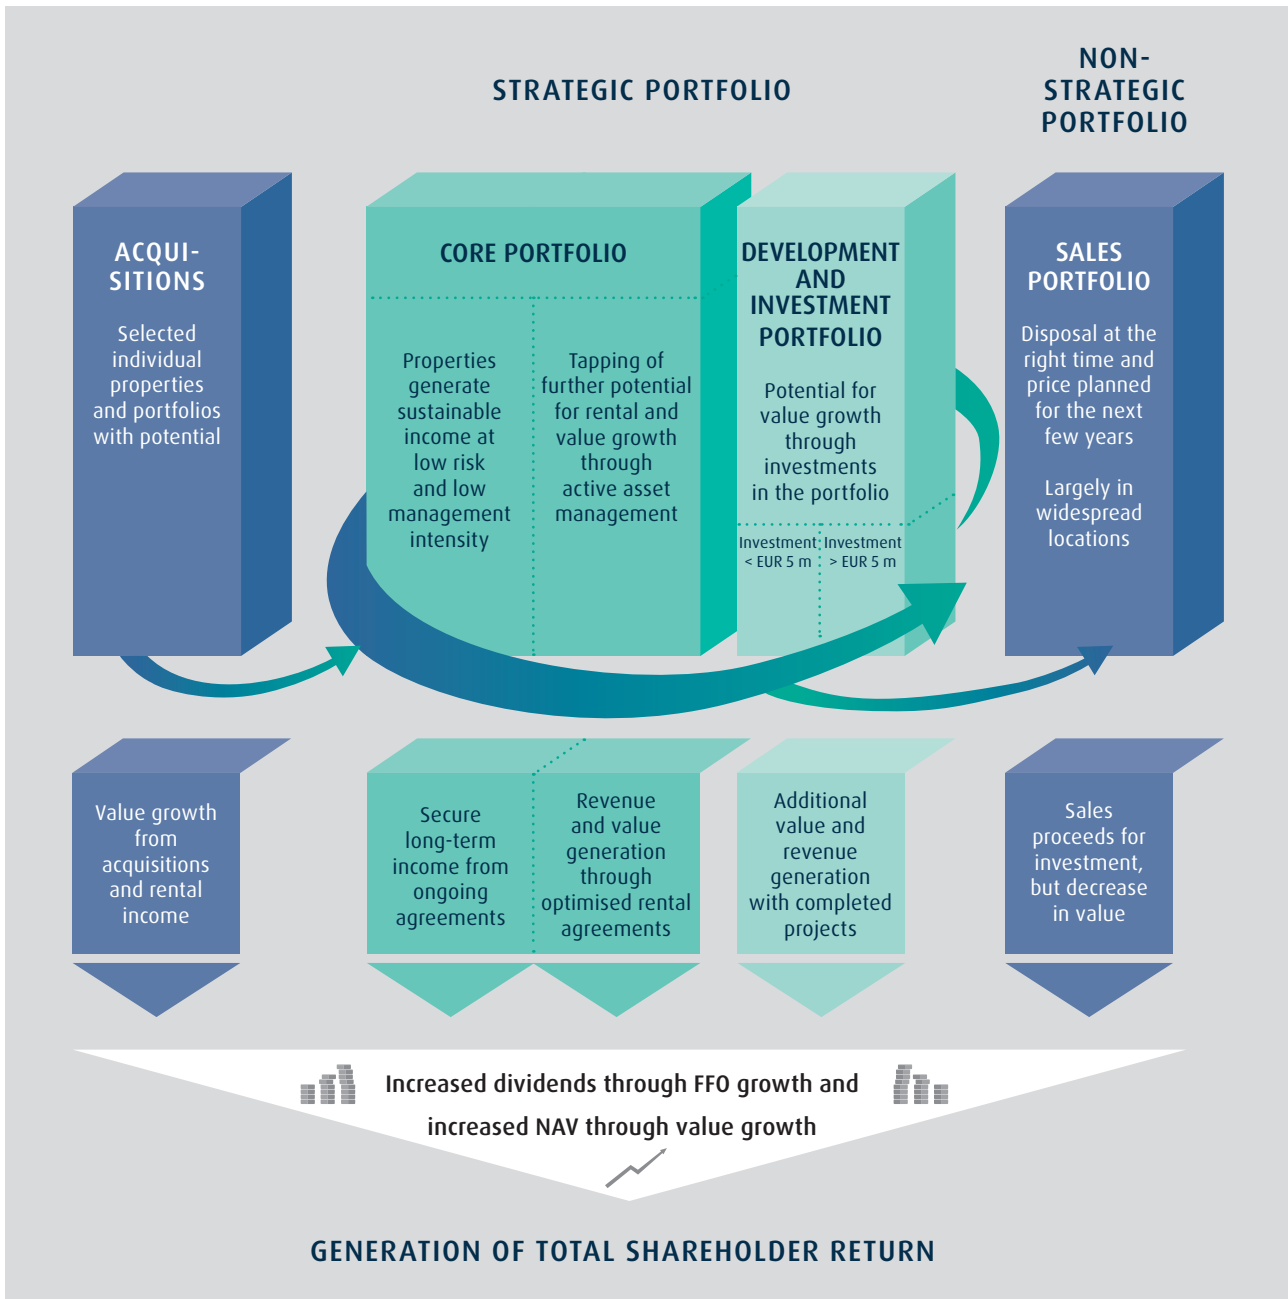 STRATEGIC PORTFOLIO
NON-
STRATEGIC
PORTFOLIO
ACQUI-
SITIONS
Selected
individual
properties
and portfolios
with potential
CORE PORTFOLIO
Properties
generate
sustainable
income at
low risk
and low
management
intensity
Tapping of
further potential
for rental and
value growth
through
active asset
management
DEVELOPMENT
AND
INVESTMENT
PORTFOLIO
Potential for
value growth
through
investments
in the portfolio
Investment
< EUR 5 m
Investment
> EUR 5 m
SALES
PORTFOLIO
Disposal at the
right time and
price planned
for the next
few years
Largely in
widespread
locations
Value growth
from
acquisitions
and rental
income
Secure
long-term
income from
ongoing
agreements
Revenue
and value
generation
through
optimised rental
agreements
Additional
value and
revenue
generation
with completed
projects
Sales
proceeds for
investment,
but decrease
in value
Increased dividends through FFO growth and
increased NAV through value growth
GENERATION OF TOTAL SHAREHOLDER RETURN